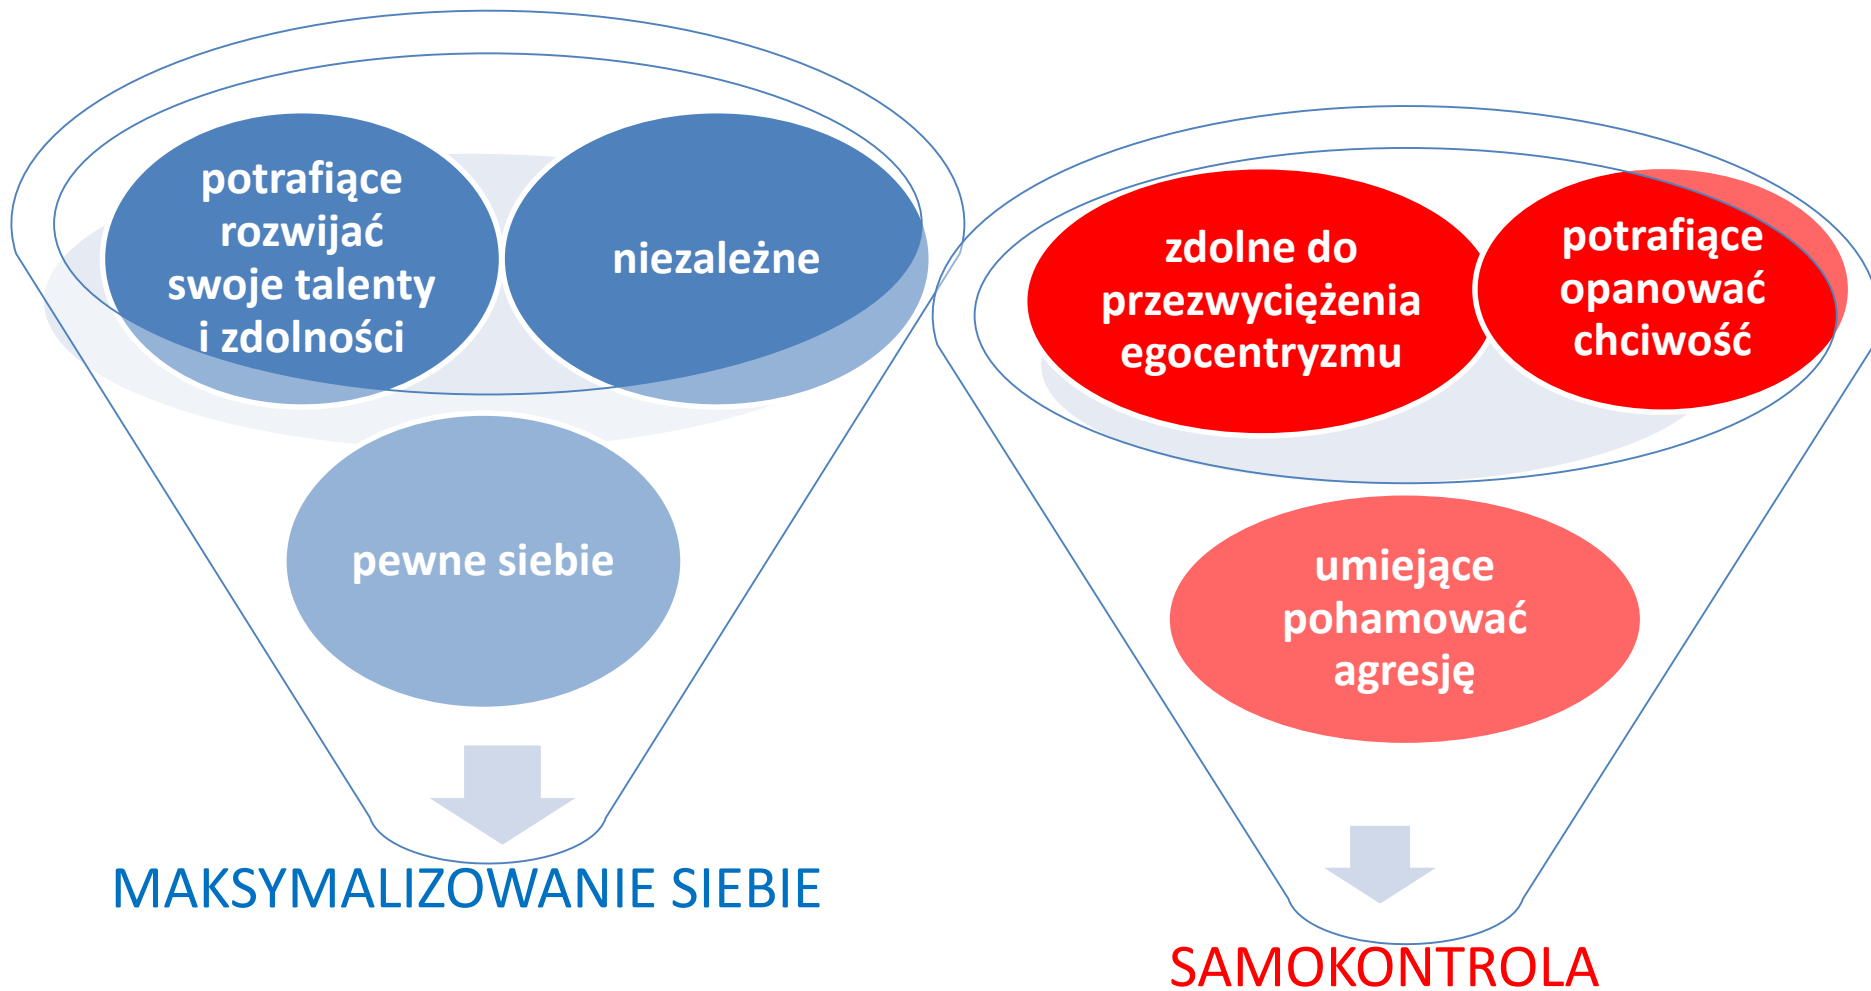 potrafiące
rozwijać
swoje talenty
i zdolności
niezależne
pewne siebie
MAKSYMALIZOWANIE SIEBIE
zdolne do
przezwyciężenia
egocentryzmu
potrafiące
opanować
chciwość
umiejące
pohamować
agresję
SAMOKONTROLA